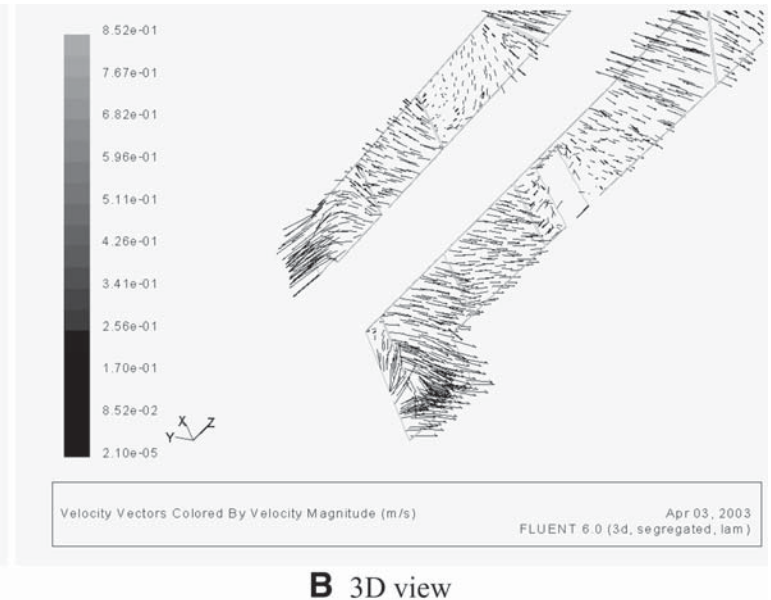 8.52e-01
7.67e-01
6.82e-01
5.96e-01
5.11e-01
4.26e-01
3.41e-01
2.56e-01
1.70e-01
8.52e-02
2.10e-05
X
Y
Z
Velocity Vectors Colored By Velocity Magnitude (m/s)
Apr 03, 2003
FLUENT 6.0 (3d, segregated, lam)
B 3D view